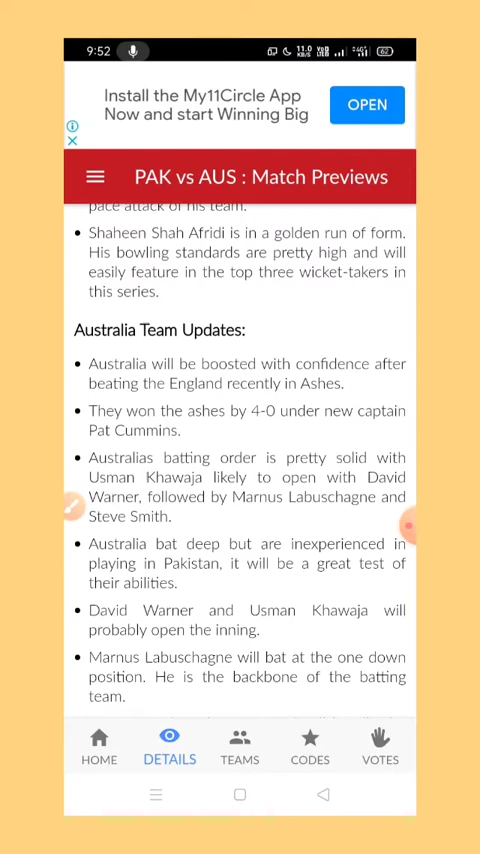 9:52
11.0
KB/S
62
Install the My11Circle App
Now and start Winning Big
OPEN
PAK vs AUS : Match Previews
pace attack of his team.
Shaheen Shah Afridi is in a golden run of form.
His bowling standards are pretty high and will
easily feature in the top three wicket-takers in
this series.
Australia Team Updates:
Australia will be boosted with confidence after
beating the England recently in Ashes.
They won the ashes by 4-0 under new captain
Pat Cummins.
Australias batting order is pretty solid with
Usman Khawaja likely to open with David
Warner, followed by Marnus Labuschagne and
Steve Smith.
Australia bat deep but are inexperienced in
playing in Pakistan, it will be a great test of
their abilities.
David Warner and Usman Khawaja will
probably open the inning.
Marnus Labuschagne will bat at the one down
position. He is the backbone of the batting
team.
HOME DETAILS TEAMS CODES VOTES